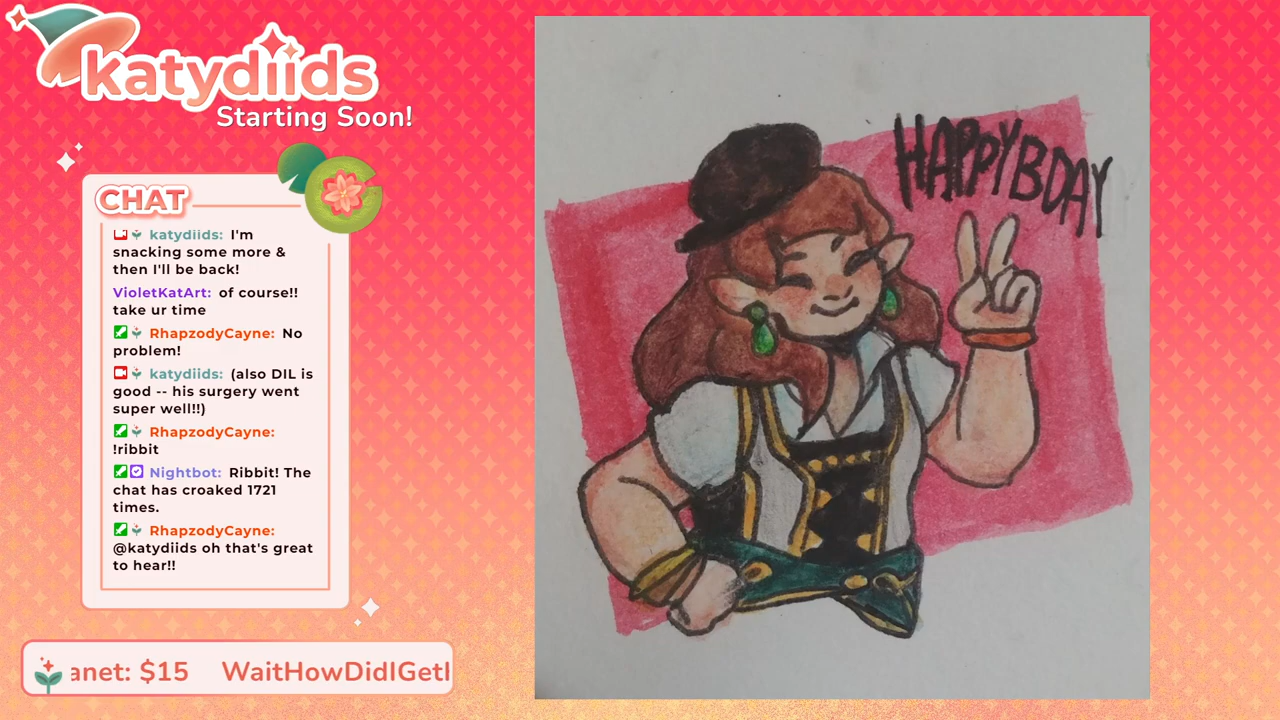 katydiids
Starting Soon!
CHAT
katydiids: I'm
snacking some more &
then I'll be back!
VioletKatArt: of course!!
take ur time
RhapzodyCayne: No
problem!
katydiids: (also DIL is
good -- his surgery went
super well!!)
RhapzodyCayne:
!ribbit
Nightbot: Ribbit! The
chat has croaked 1721
times.
RhapzodyCayne:
@katydiids oh that's great
to hear!!
anet: $15 WaitHowDidIGetI
HAPPY BDAY